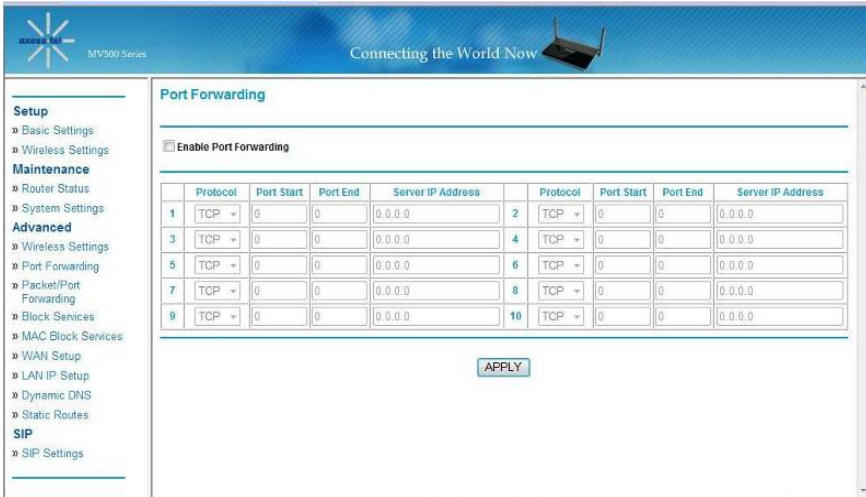 axesstel
MV500 Series
Connecting the World Now
Setup
» Basic Settings
» Wireless Settings
Maintenance
» Router Status
» System Settings
Advanced
» Wireless Settings
» Port Forwarding
» Packet/Port
Forwarding
» Block Services
» MAC Block Services
» WAN Setup
» LAN IP Setup
» Dynamic DNS
» Static Routes
SIP
» SIP Settings
Port Forwarding
Enable Port Forwarding
Protocol Port Start Port End Server IP Address Protocol Port Start Port End Server IP Address
1 TCP 0 0 0.0.0.0 2 TCP 0 0 0.0.0.0
3 TCP 0 0 0.0.0.0 4 TCP 0 0 0.0.0.0
5 TCP 0 0 0.0.0.0 6 TCP 0 0 0.0.0.0
7 TCP 0 0 0.0.0.0 8 TCP 0 0 0.0.0.0
9 TCP 0 0 0.0.0.0 10 TCP 0 0 0.0.0.0
APPLY